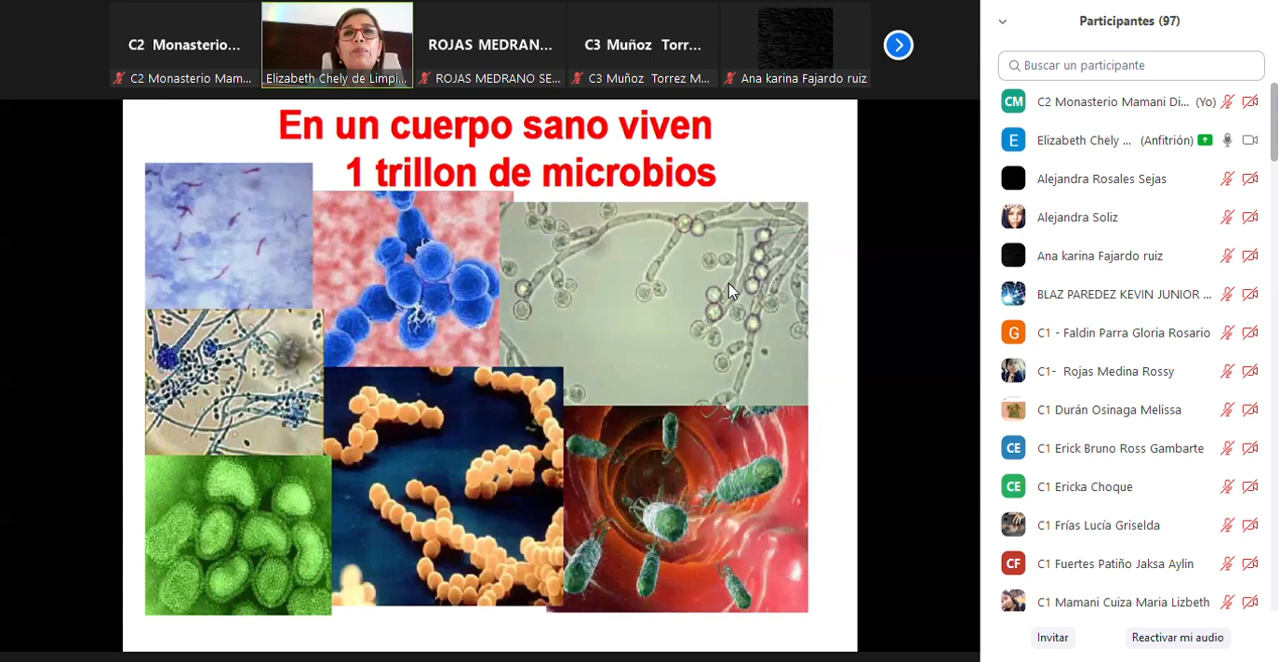 C2 Monasterio...
ROJAS MEDRAN...
C3 Muñoz Torr...
C2 Monasterio Mam...
Elizabeth Chely de Limpi...
ROJAS MEDRANO SE...
C3 Muñoz Torrez M...
Ana karina Fajardo ruiz
En un cuerpo sano viven
1 trillon de microbios
Participantes (97)
Buscar un participante
CM C2 Monasterio Mamani Di... (Yo)
E Elizabeth Chely ... (Anfitrión)
Alejandra Rosales Sejas
Alejandra Soliz
Ana karina Fajardo ruiz
BLAZ PAREDEZ KEVIN JUNIOR ...
G C1 - Faldin Parra Gloria Rosario
C1- Rojas Medina Rossy
C1 Durán Osinaga Melissa
CE C1 Erick Bruno Ross Gambarte
CE C1 Ericka Choque
C1 Frías Lucía Griselda
CF C1 Fuertes Patiño Jaksa Aylin
C1 Mamani Cuiza Maria Lizbeth
Invitar
Reactivar mi audio